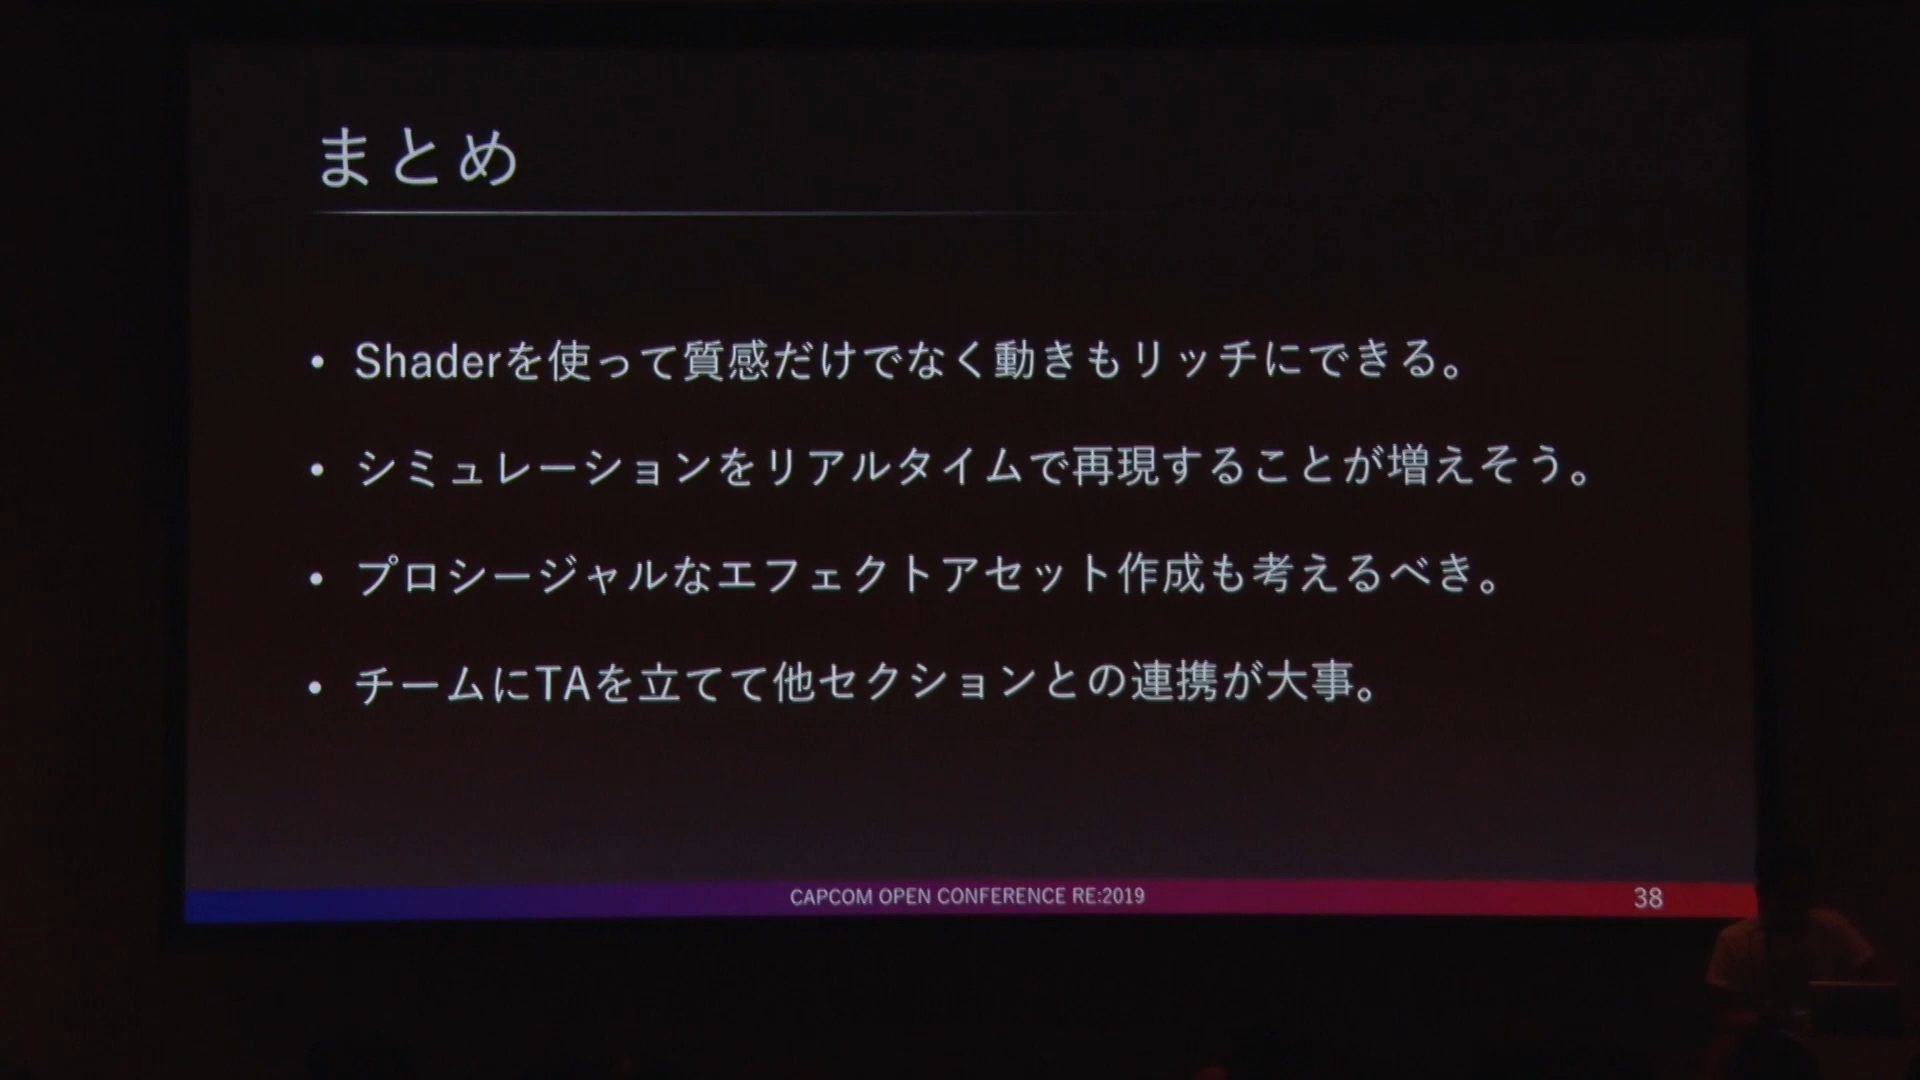 まとめ
• Shaderを使って質感だけでなく動きもリッチにできる。
• シミュレーションをリアルタイムで再現することが増えそう。
• プロシージャルなエフェクトアセット作成も考えるべき。
• チームにTAを立てて他セクションとの連携が大事。
CAPCOM OPEN CONFERENCE RE:2019
38